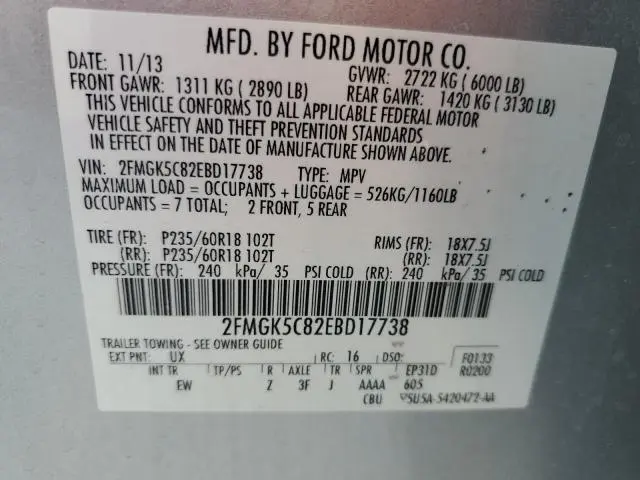 MFD. BY FORD MOTOR CO.
DATE: 11/13 GVWR: 2722 KG ( 6000 LB)
FRONT GAWR: 1311 KG ( 2890 LB) REAR GAWR: 1420 KG ( 3130 LB)
THIS VEHICLE CONFORMS TO ALL APPLICABLE FEDERAL MOTOR
VEHICLE SAFETY AND THEFT PREVENTION STANDARDS
IN EFFECT ON THE DATE OF MANUFACTURE SHOWN ABOVE.
VIN: 2FMGK5C82EBD17738 TYPE: MPV
MAXIMUM LOAD = OCCUPANTS + LUGGAGE = 526KG/1160LB
OCCUPANTS = 7 TOTAL; 2 FRONT, 5 REAR
TIRE (FR): P235/60R18 102T RIMS (FR): 18X7.5J
(RR): P235/60R18 102T (RR): 18X7.5J
PRESSURE (FR): 240 kPa/ 35 PSI COLD (RR): 240 kPa/ 35 PSI COLD
2FMGK5C82EBD17738
TRAILER TOWING - SEE OWNER GUIDE
EXT PNT: UX RC: 16 DSO: F0133
INT TR TP/PS R AXLE TR SPR EP31D R0200
EW Z 3F J AAAA 605
CBU 5U5A-5420472-AA